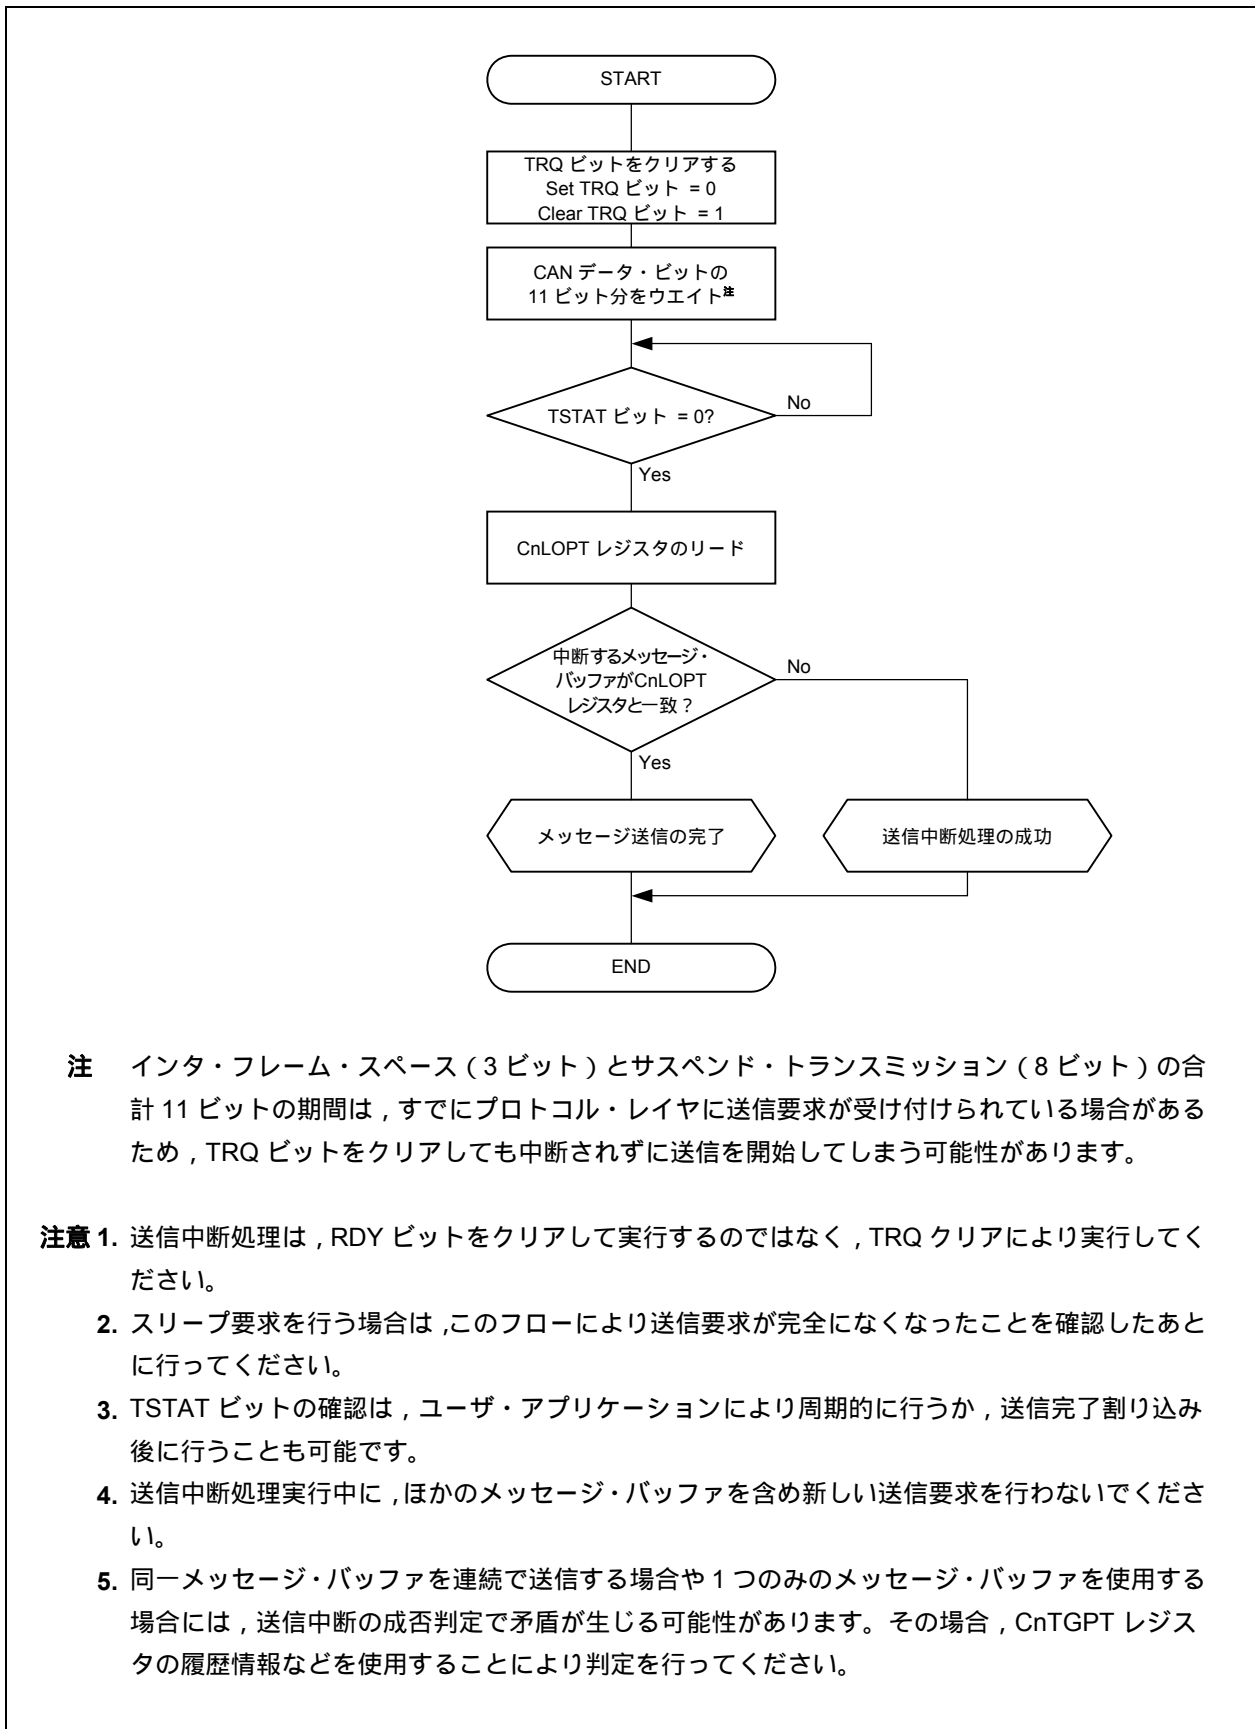 START
TRQ ビットをクリアする
Set TRQ ビット = 0
Clear TRQ ビット = 1
CAN データ・ビットの
11 ビット分をウエイト注
TSTAT ビット = 0?
No
Yes
CnLOPT レジスタのリード
中断するメッセージ・
バッファがCnLOPT
レジスタと一致?
No
Yes
メッセージ送信の完了
送信中断処理の成功
END
注 インタ・フレーム・スペース(3 ビット)とサスペンド・トランスミッション(8 ビット)の合
計 11 ビットの期間は,すでにプロトコル・レイヤに送信要求が受け付けられている場合がある
ため,TRQ ビットをクリアしても中断されずに送信を開始してしまう可能性があります。
注意 1. 送信中断処理は,RDY ビットをクリアして実行するのではなく,TRQ クリアにより実行してく
ださい。
2. スリープ要求を行う場合は,このフローにより送信要求が完全になくなったことを確認したあと
に行ってください。
3. TSTAT ビットの確認は,ユーザ・アプリケーションにより周期的に行うか,送信完了割り込み
後に行うことも可能です。
4. 送信中断処理実行中に,ほかのメッセージ・バッファを含め新しい送信要求を行わないでくださ
い。
5. 同一メッセージ・バッファを連続で送信する場合や 1 つのみのメッセージ・バッファを使用する
場合には,送信中断の成否判定で矛盾が生じる可能性があります。その場合,CnTGPT レジス
タの履歴情報などを使用することにより判定を行ってください。